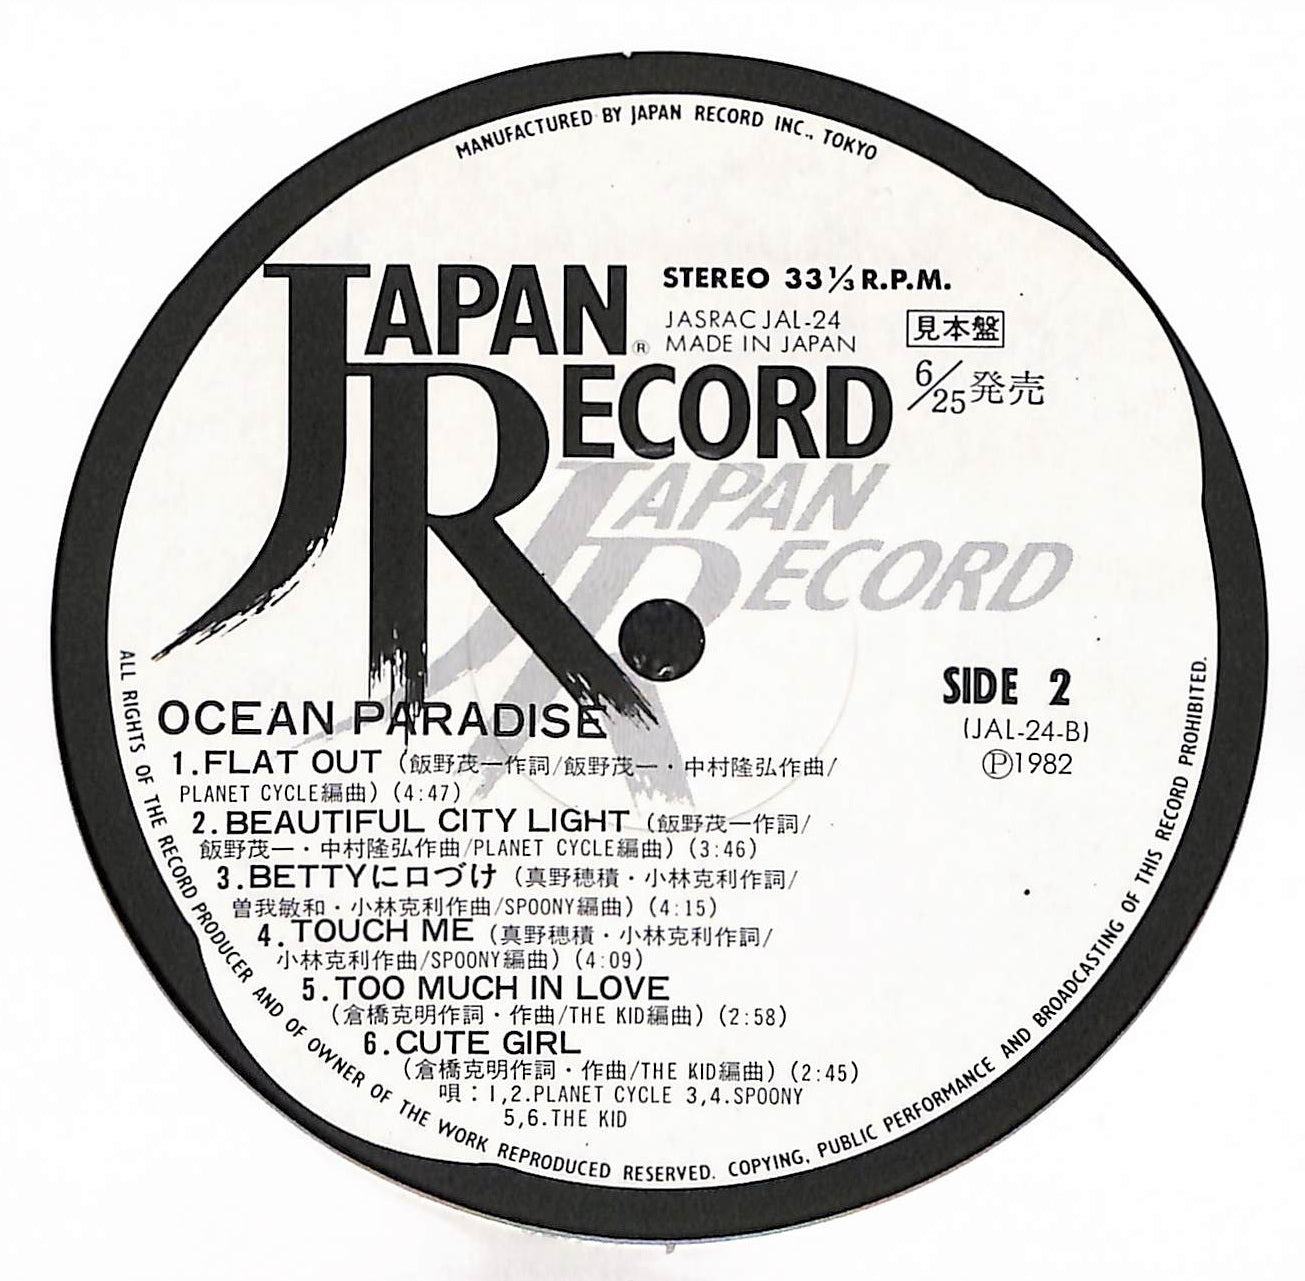 MANUFACTURED BY JAPAN RECORD INC., TOKYO
JAPAN
RECORD
®
STEREO 33⅓ R.P.M.
JASRAC JAL-24
MADE IN JAPAN
見本盤
6/25発売
JAPAN
RECORD
SIDE 2
(JAL-24-B)
Ⓟ1982
OCEAN PARADISE
1.FLAT OUT (飯野茂一作詞/飯野茂一・中村隆弘作曲/
PLANET CYCLE編曲) (4:47)
2.BEAUTIFUL CITY LIGHT (飯野茂一作詞/
飯野茂一・中村隆弘作曲/PLANET CYCLE編曲) (3:46)
3.BETTYに口づけ (真野穂積・小林克利作詞/
曽我敏和・小林克利作曲/SPOONY編曲) (4:15)
4.TOUCH ME (真野穂積・小林克利作詞/
小林克利作曲/SPOONY編曲) (4:09)
5.TOO MUCH IN LOVE
(倉橋克明作詞・作曲/THE KID編曲) (2:58)
6.CUTE GIRL
(倉橋克明作詞・作曲/THE KID編曲) (2:45)
唄：1,2.PLANET CYCLE 3,4.SPOONY
5,6.THE KID
ALL RIGHTS OF THE RECORD PRODUCER AND OF OWNER OF THE WORK REPRODUCED RESERVED. COPYING, PUBLIC PERFORMANCE AND BROADCASTING OF THIS RECORD PROHIBITED.